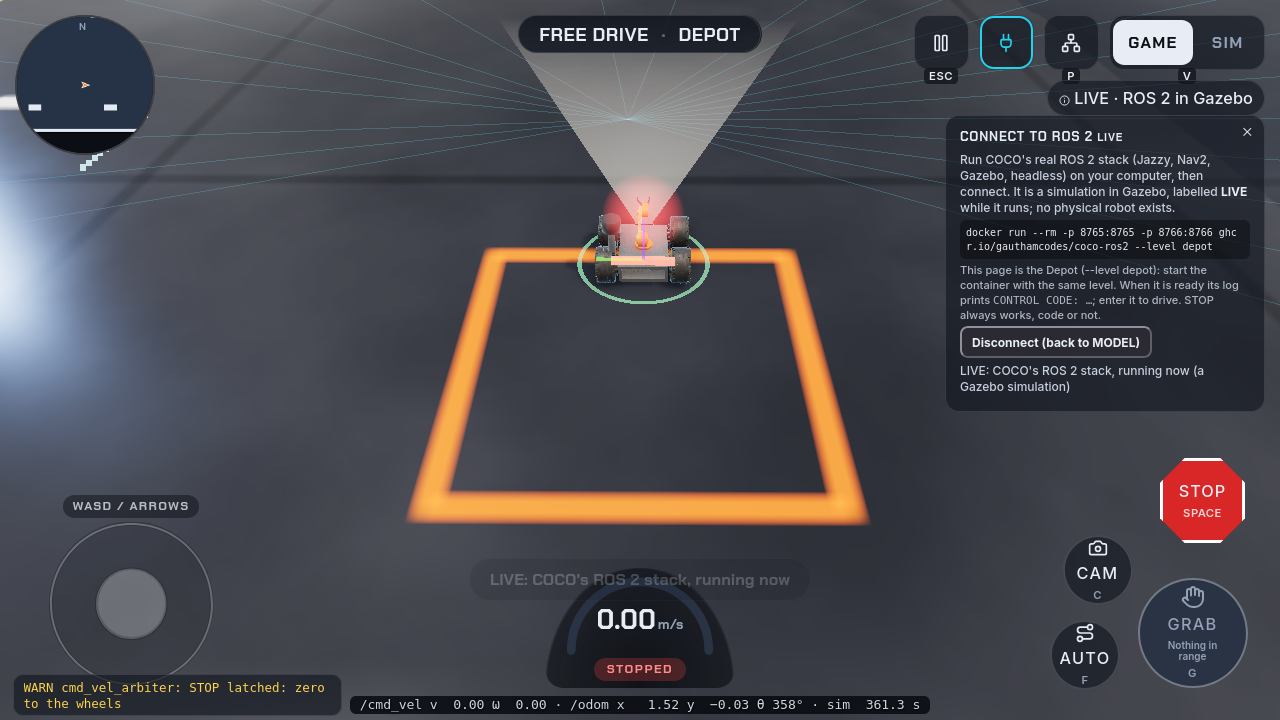 N
FREE DRIVE · DEPOT
ESC
P
GAME SIM
V
LIVE · ROS 2 in Gazebo
CONNECT TO ROS 2 LIVE
Run COCO's real ROS 2 stack (Jazzy, Nav2,
Gazebo, headless) on your computer, then
connect. It is a simulation in Gazebo, labelled LIVE
while it runs; no physical robot exists.
docker run --rm -p 8765:8765 -p 8766:8766 ghc
r.io/gauthamcodes/coco-ros2 --level depot
This page is the Depot (--level depot): start the
container with the same level. When it is ready its log
prints CONTROL CODE: …; enter it to drive. STOP
always works, code or not.
Disconnect (back to MODEL)
LIVE: COCO's ROS 2 stack, running now (a
Gazebo simulation)
STOP
SPACE
WASD / ARROWS
CAM
C
LIVE: COCO's ROS 2 stack, running now
0.00 m/s
STOPPED
GRAB
Nothing in
range
G
AUTO
F
WARN cmd_vel_arbiter: STOP latched: zero
to the wheels
/cmd_vel v 0.00 ω 0.00 · /odom x 1.52 y −0.03 θ 358° · sim 361.3 s